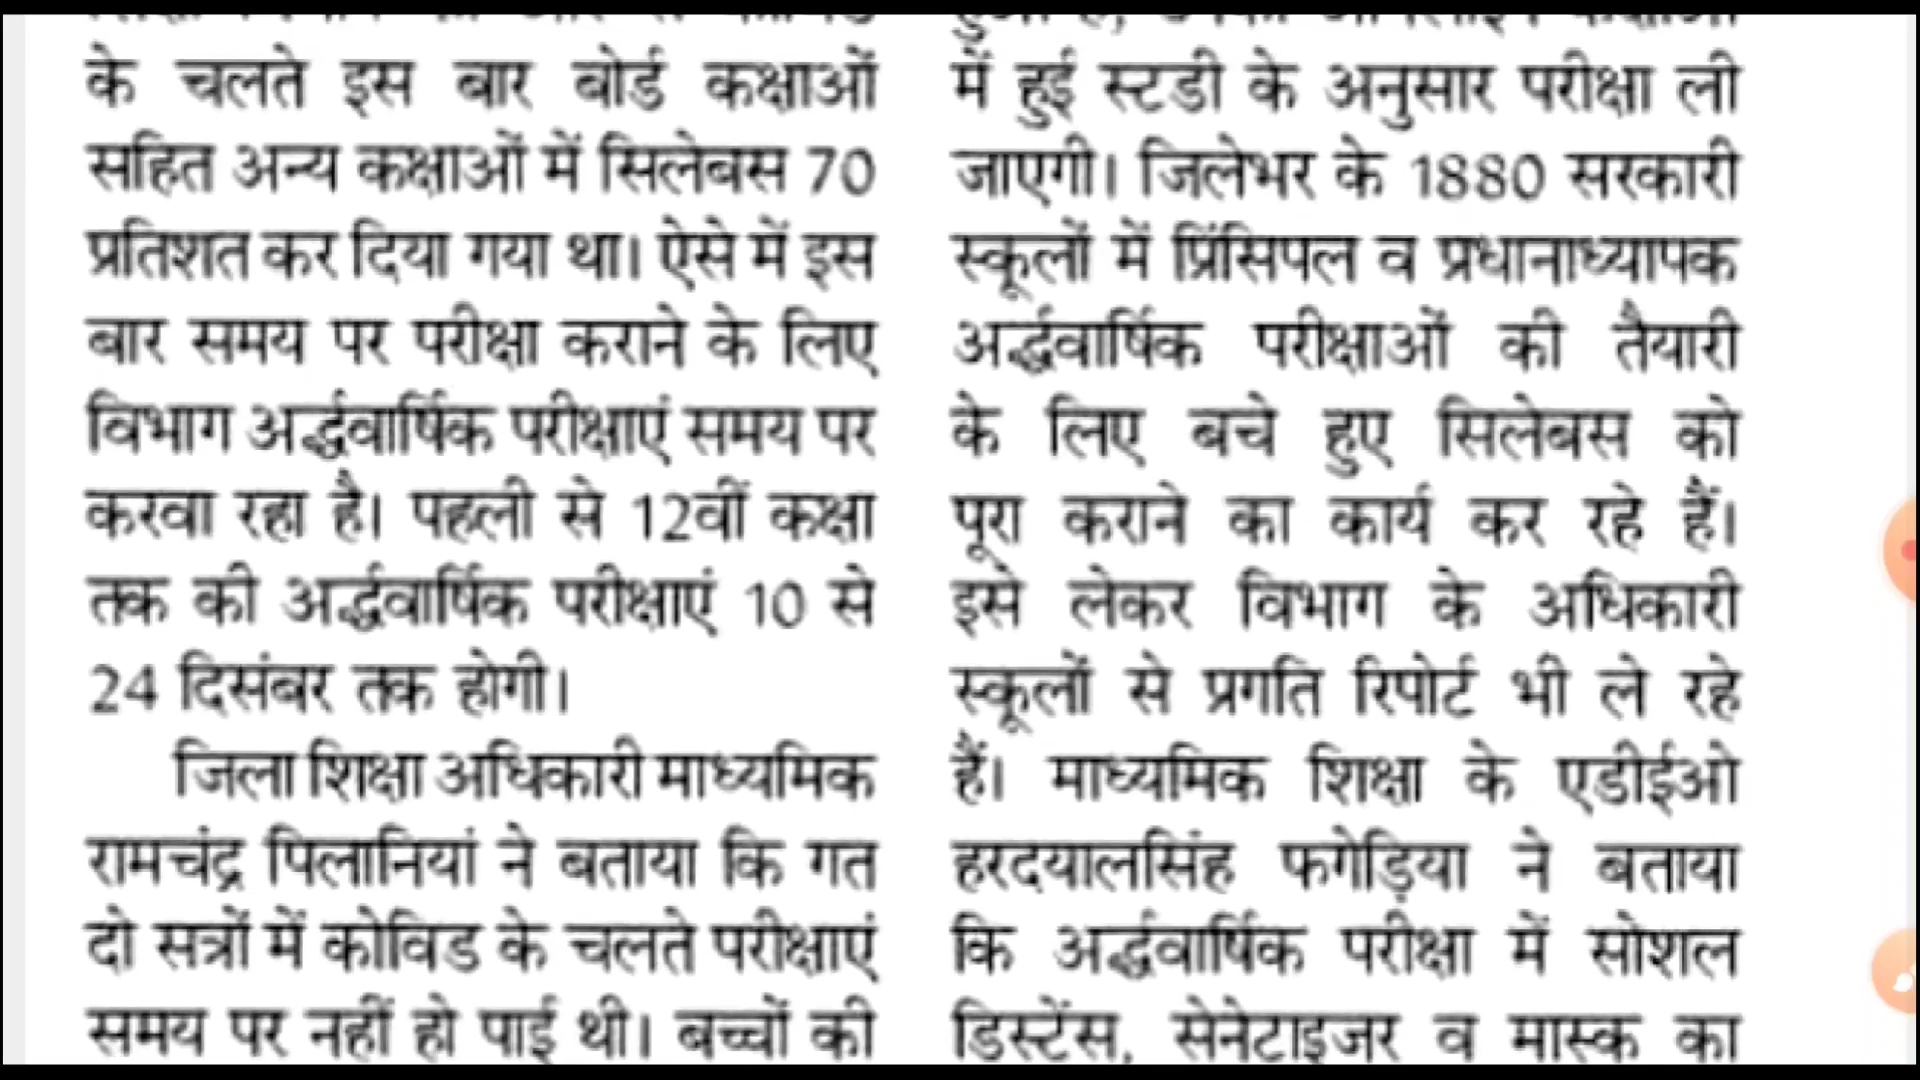 के चलते इस बार बोर्ड कक्षाओं
सहित अन्य कक्षाओं में सिलेबस 70
प्रतिशत कर दिया गया था। ऐसे में इस
बार समय पर परीक्षा कराने के लिए
विभाग अर्द्धवार्षिक परीक्षाएं समय पर
करवा रहा है। पहली से 12वीं कक्षा
तक की अर्द्धवार्षिक परीक्षाएं 10 से
24 दिसंबर तक होगी।
जिला शिक्षा अधिकारी माध्यमिक
रामचंद्र पिलानियां ने बताया कि गत
दो सत्रों में कोविड के चलते परीक्षाएं
समय पर नहीं हो पाई थी। बच्चों की
में हुई स्टडी के अनुसार परीक्षा ली
जाएगी। जिलेभर के 1880 सरकारी
स्कूलों में प्रिंसिपल व प्रधानाध्यापक
अर्द्धवार्षिक परीक्षाओं की तैयारी
के लिए बचे हुए सिलेबस को
पूरा कराने का कार्य कर रहे हैं।
इसे लेकर विभाग के अधिकारी
स्कूलों से प्रगति रिपोर्ट भी ले रहे
हैं। माध्यमिक शिक्षा के एडीईओ
हरदयालसिंह फगेड़िया ने बताया
कि अर्द्धवार्षिक परीक्षा में सोशल
डिस्टेंस, सेनेटाइजर व मास्क का